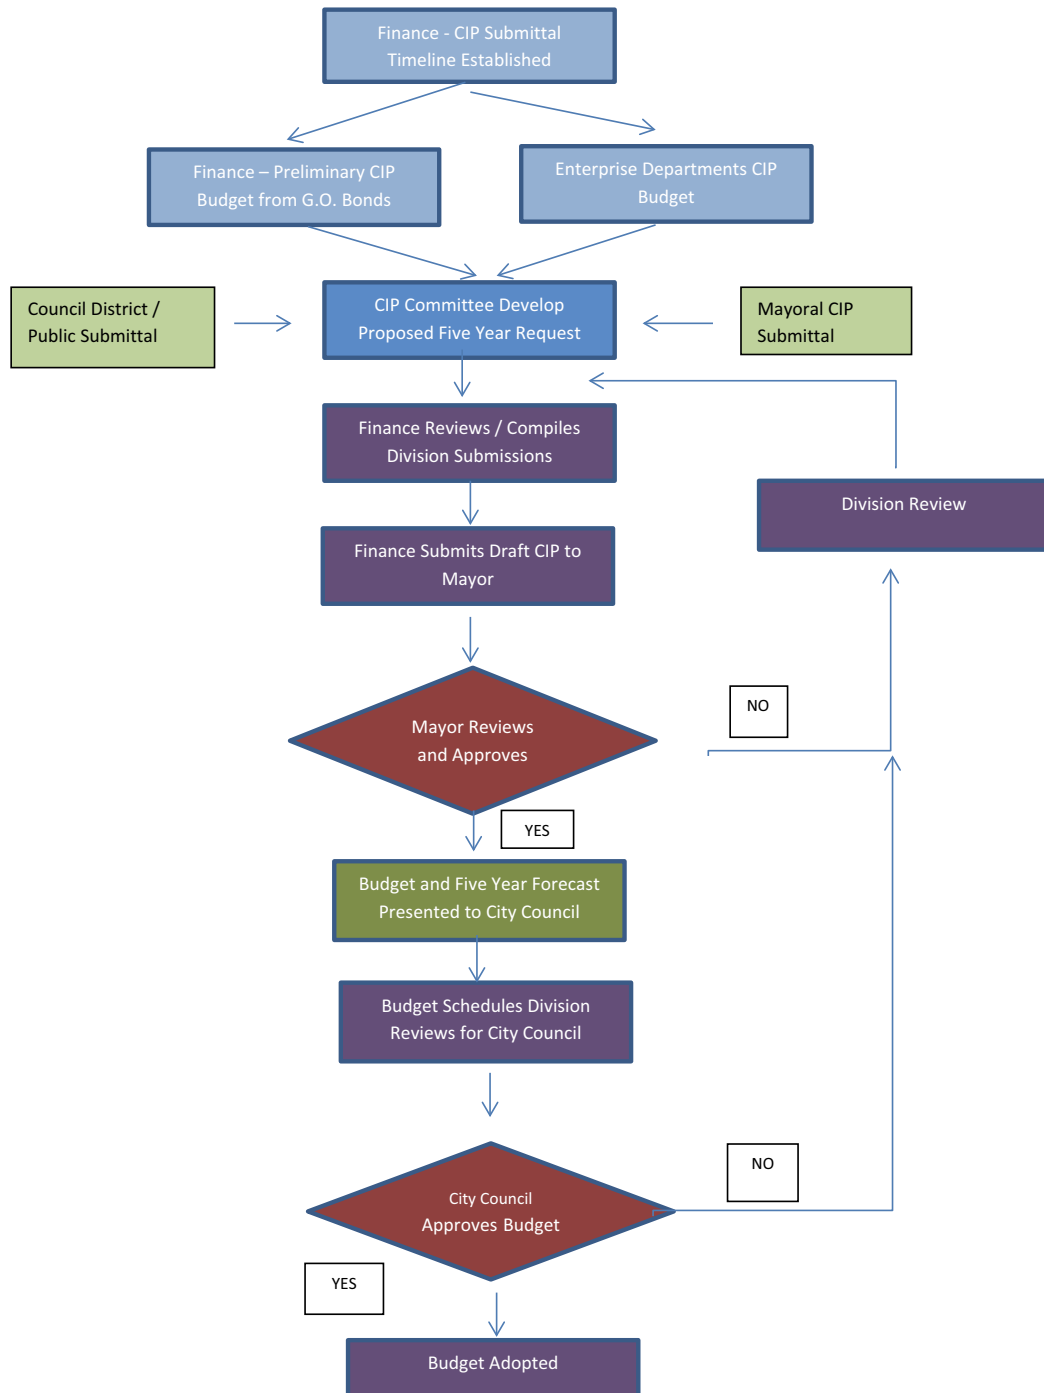 Finance - CIP Submittal
Timeline Established
Finance – Preliminary CIP
Budget from G.O. Bonds
Enterprise Departments CIP
Budget
Council District /
Public Submittal
CIP Committee Develop
Proposed Five Year Request
Mayoral CIP
Submittal
Finance Reviews / Compiles
Division Submissions
Division Review
Finance Submits Draft CIP to
Mayor
Mayor Reviews
and Approves
NO
YES
Budget and Five Year Forecast
Presented to City Council
Budget Schedules Division
Reviews for City Council
City Council
Approves Budget
NO
YES
Budget Adopted